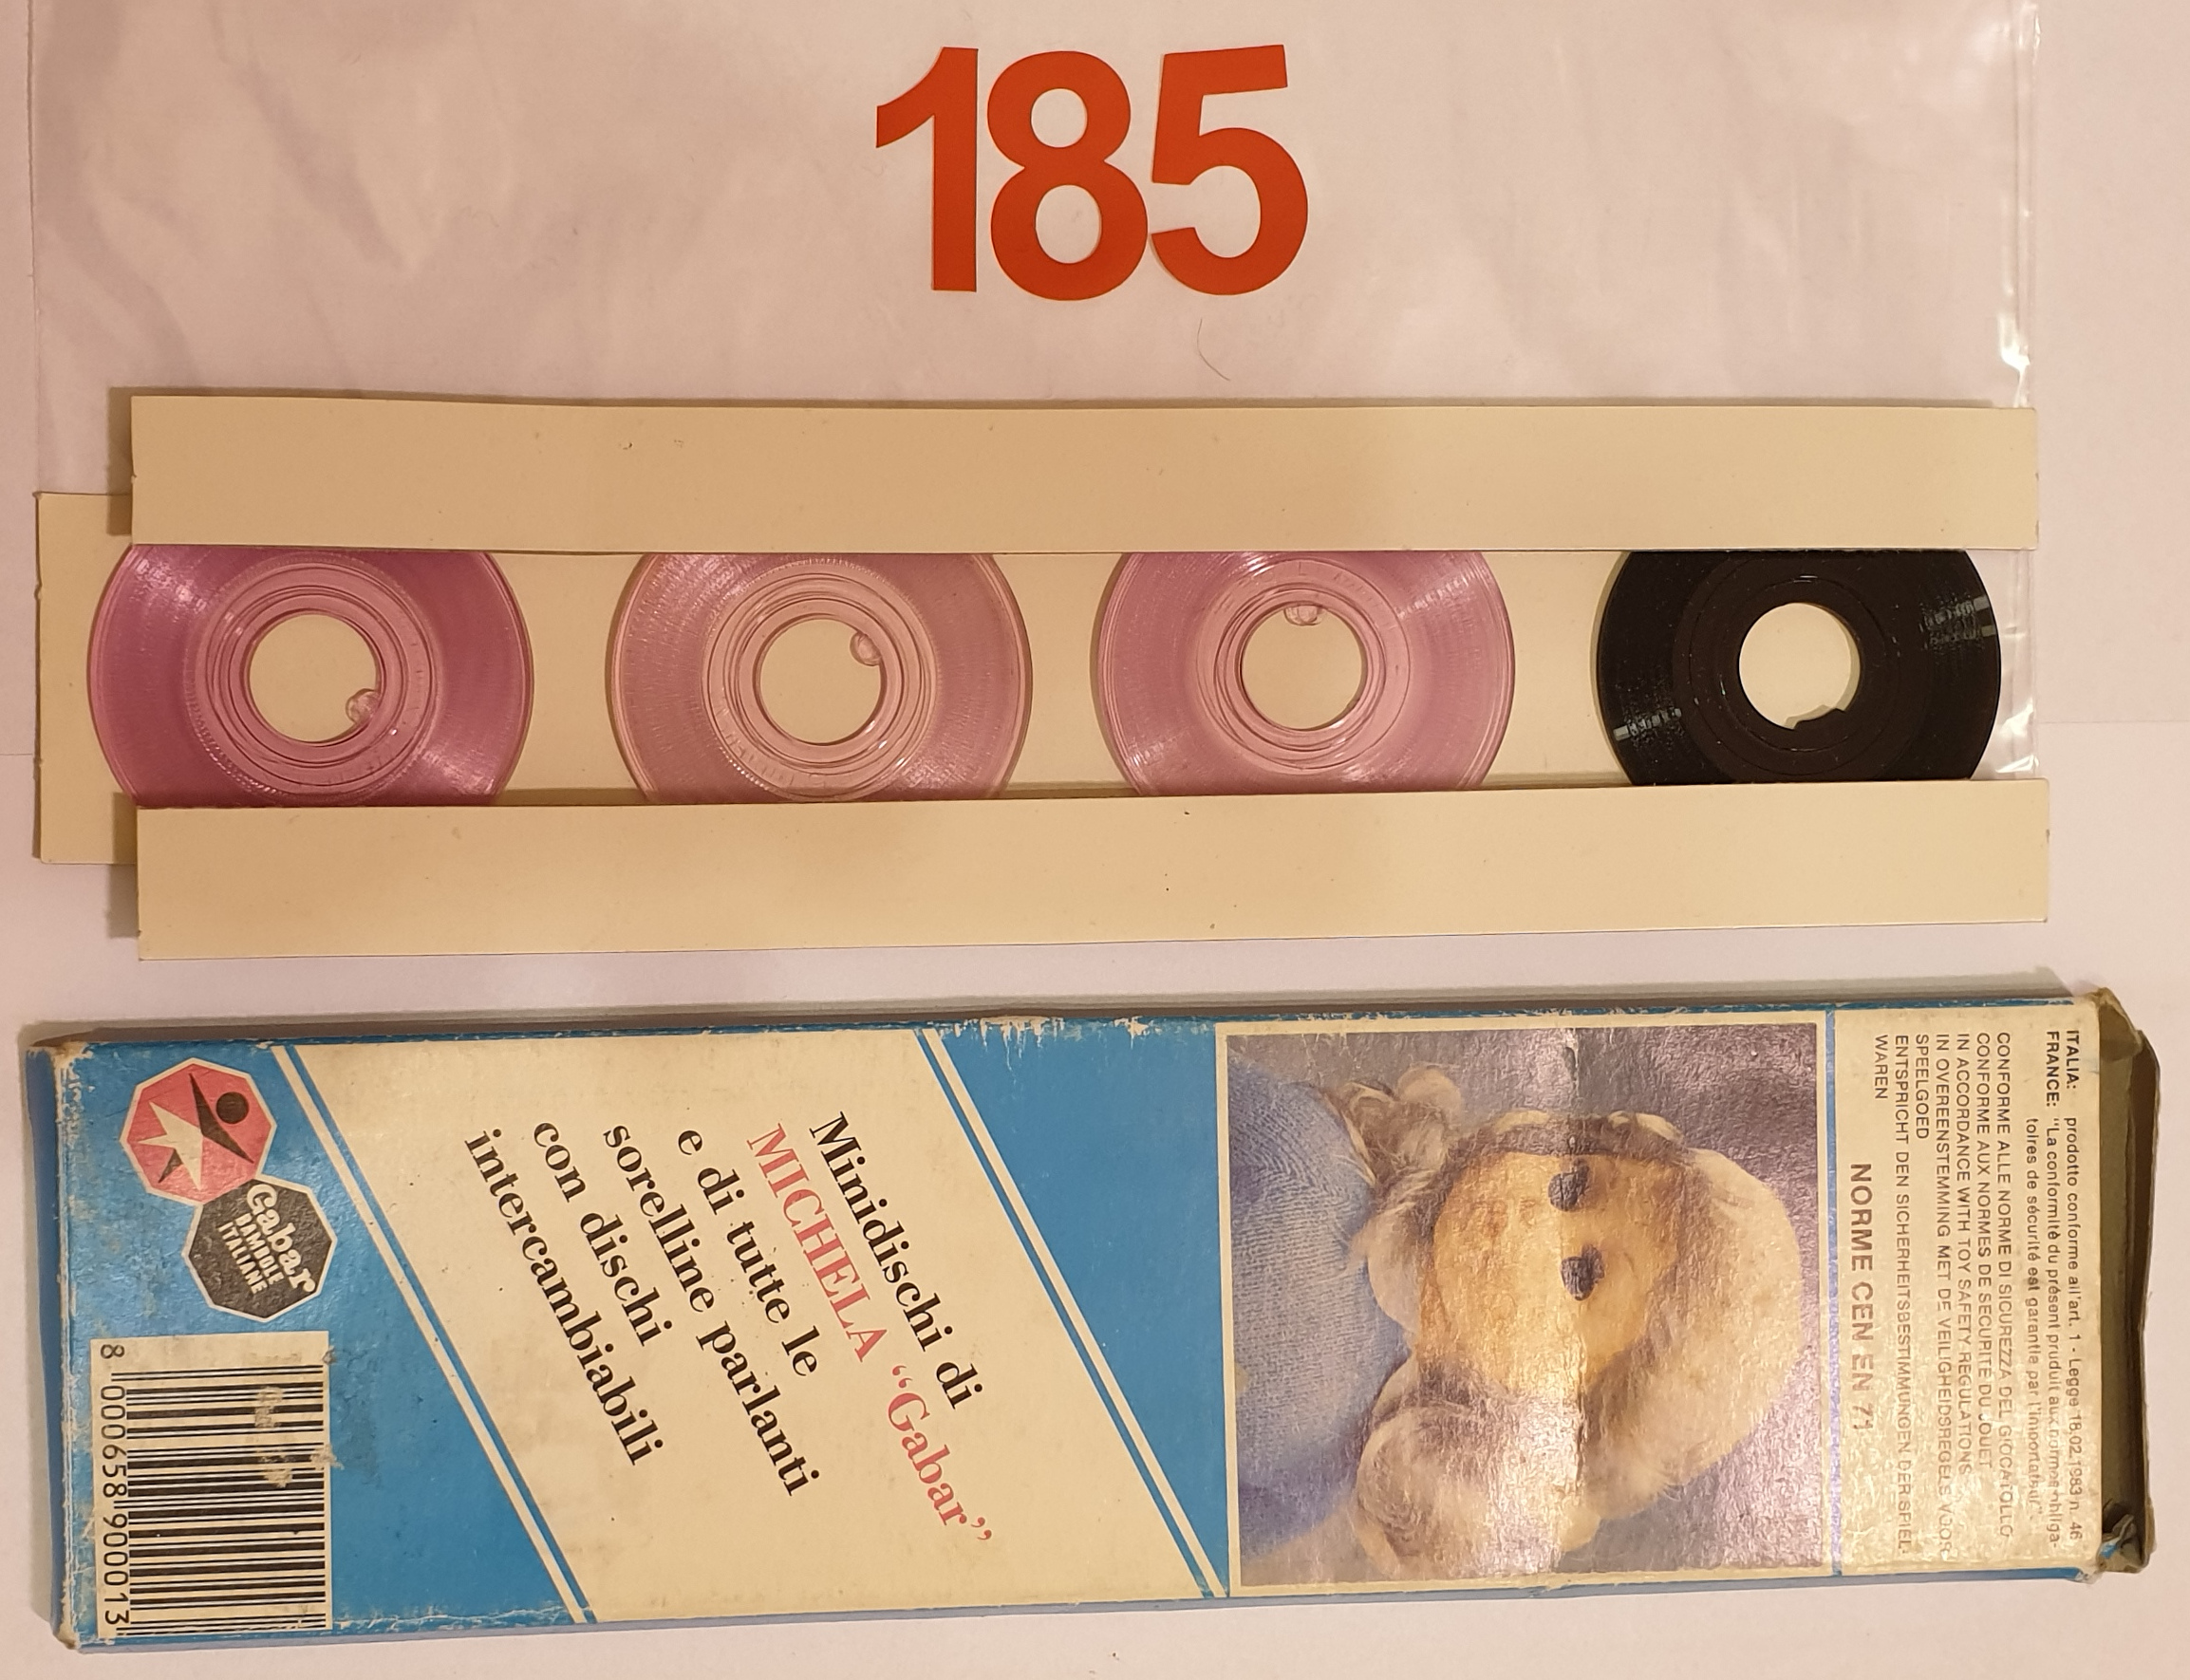 185
ITALIA: prodotto conforme all'art. 1 - Legge 18.02.1983 n. 46
FRANCE: "La conformité du présent produit aux normes obliga-
toires de sécurité est garantia par l'importateur".
CONFORME ALLE NORME DI SICUREZZA DEL GIOCATTOLO
CONFORME AUX NORMES DE SECURITE DU JOUET
IN ACCORDANCE WITH TOY SAFETY REGULATIONS
IN OVEREENSTEMMING MET DE VEILIGHEIDSREGELS VOOR
SPEELGOED
ENTSPRICHT DEN SICHERHEITSBESTIMMUNGEN DER SPIEL
WAREN
NORME CEN EN 71
Minidischi di
MICHELA "Gabar"
e di tutte le
sorelline parlanti
con dischi
intercambiabili
Gabar
BAMBOLE
ITALIANE
8 000658 900013